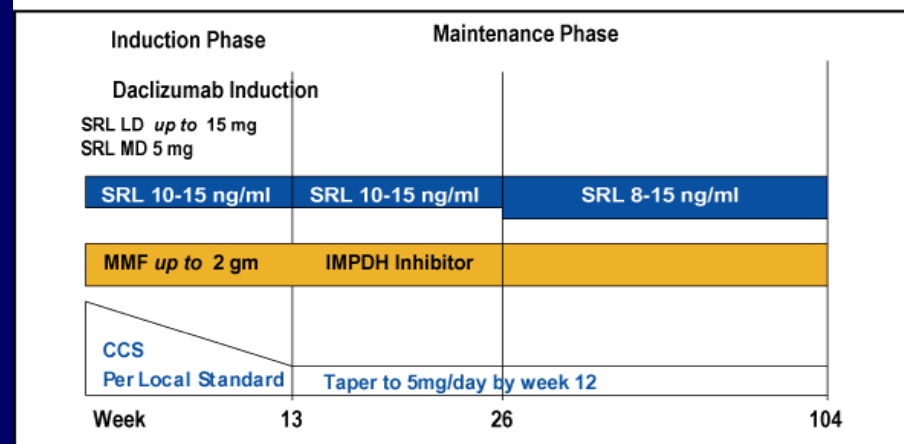 Induction Phase
Maintenance Phase
Daclizumab Induction
SRL LD up to 15 mg
SRL MD 5 mg
SRL 10-15 ng/ml
SRL 10-15 ng/ml
SRL 8-15 ng/ml
MMF up to 2 gm
IMPDH Inhibitor
CCS
Per Local Standard
Taper to 5mg/day by week 12
Week 13 26 104